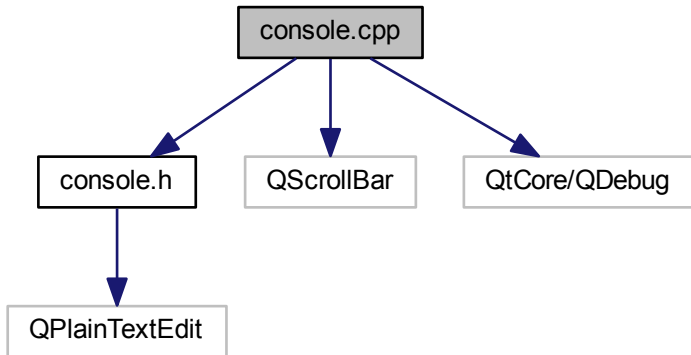 console.cpp
console.h
QScrollBar
QtCore/QDebug
QPlainTextEdit